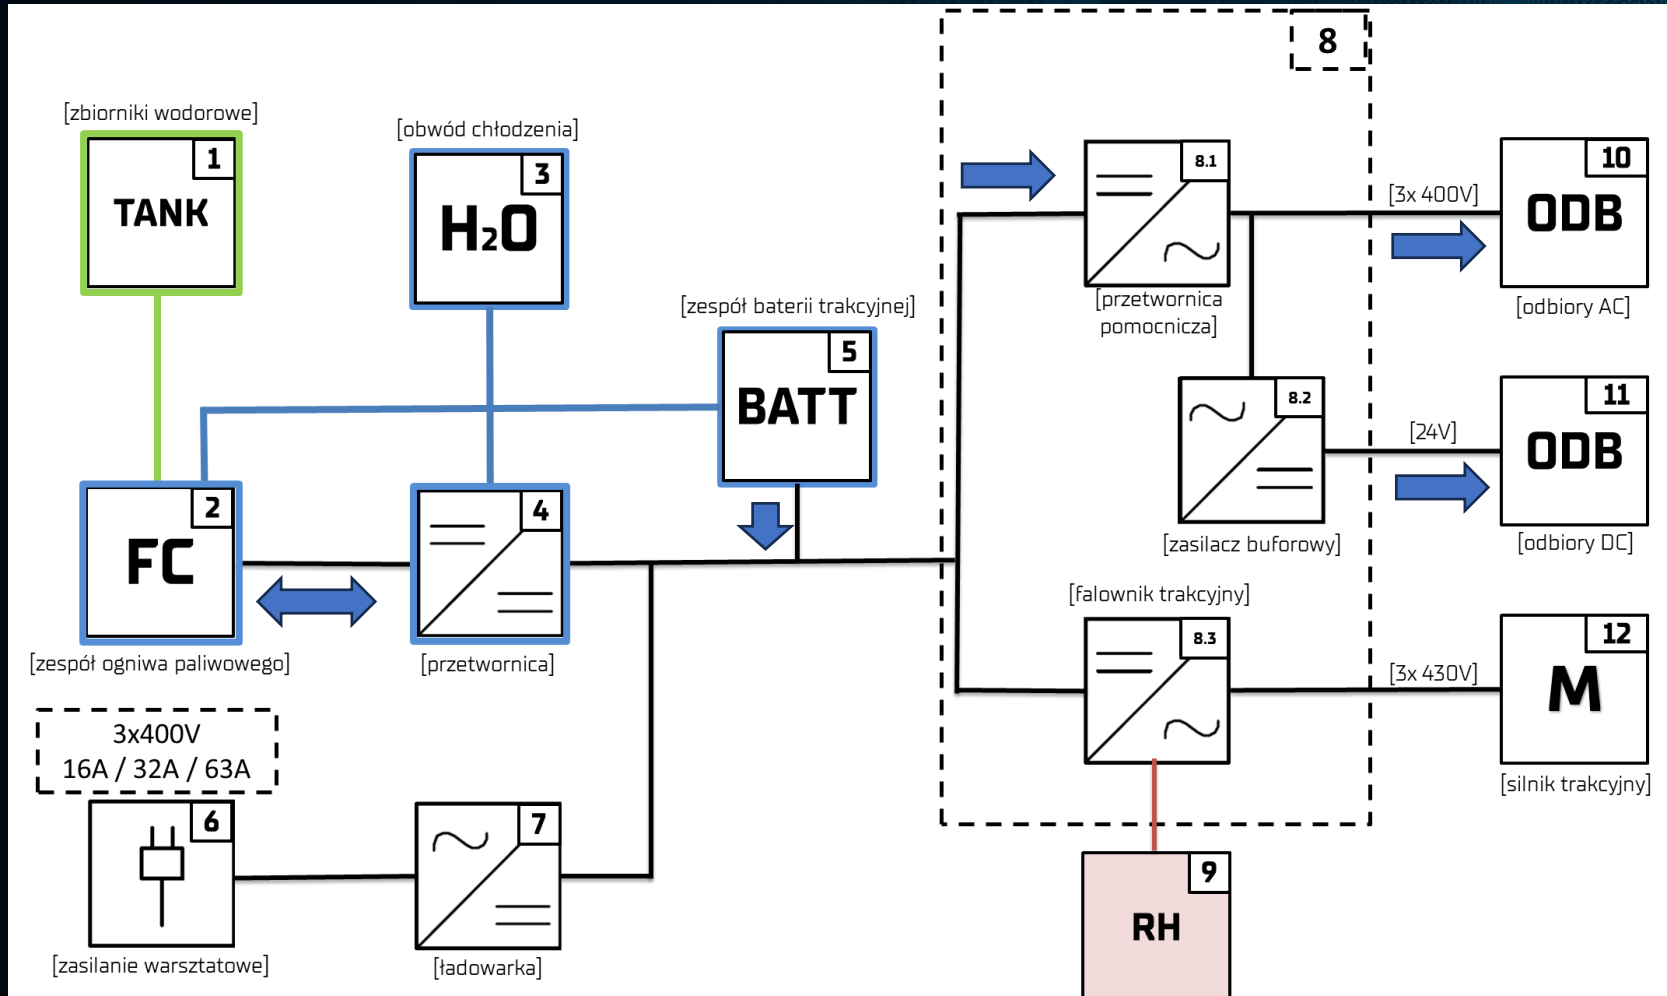 8
[zbiorniki wodorowe]
1
TANK
[obwód chłodzenia]
3
H₂O
8.1
[przetwornica
pomocnicza]
[3x 400V]
10
ODB
[odbiory AC]
[zespół baterii trakcyjnej]
5
BATT
8.2
[zasilacz buforowy]
[24V]
11
ODB
[odbiory DC]
2
FC
[zespół ogniwa paliwowego]
4
[przetwornica]
[falownik trakcyjny]
8.3
[3x 430V]
12
M
[silnik trakcyjny]
3x400V
16A / 32A / 63A
6
[zasilanie warsztatowe]
7
[ładowarka]
9
RH